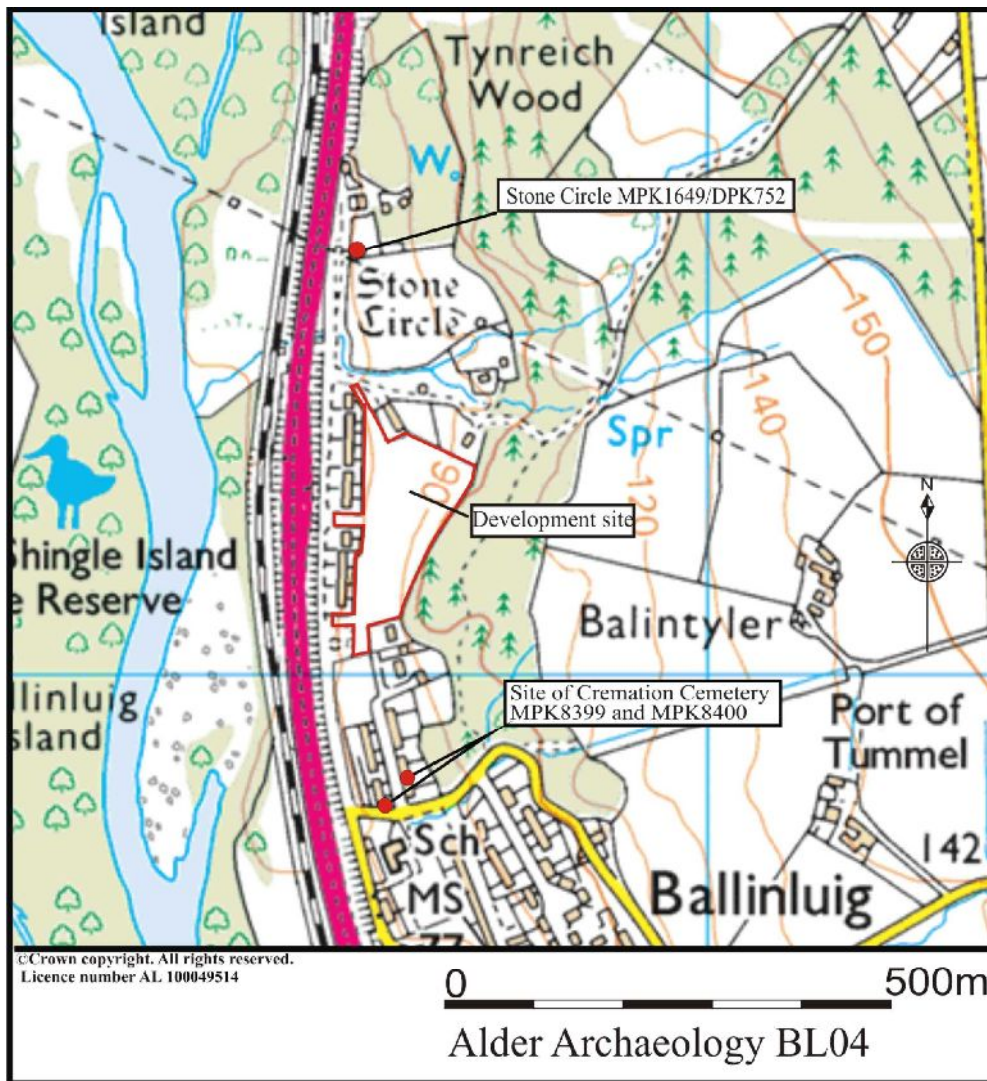 Island
Tynreich
Wood
W
Stone Circle MPK1649/DPK752
Stone
Circle
150
140
Spr
120
90
Development site
N
Shingle Island
e Reserve
Balintyler
llinluig
sland
Site of Cremation Cemetery
MPK8399 and MPK8400
Port of
Tummel
Sch
MS
77
142
Ballinluig
©Crown copyright. All rights reserved.
Licence number AL 100049514
0
500m
Alder Archaeology BL04